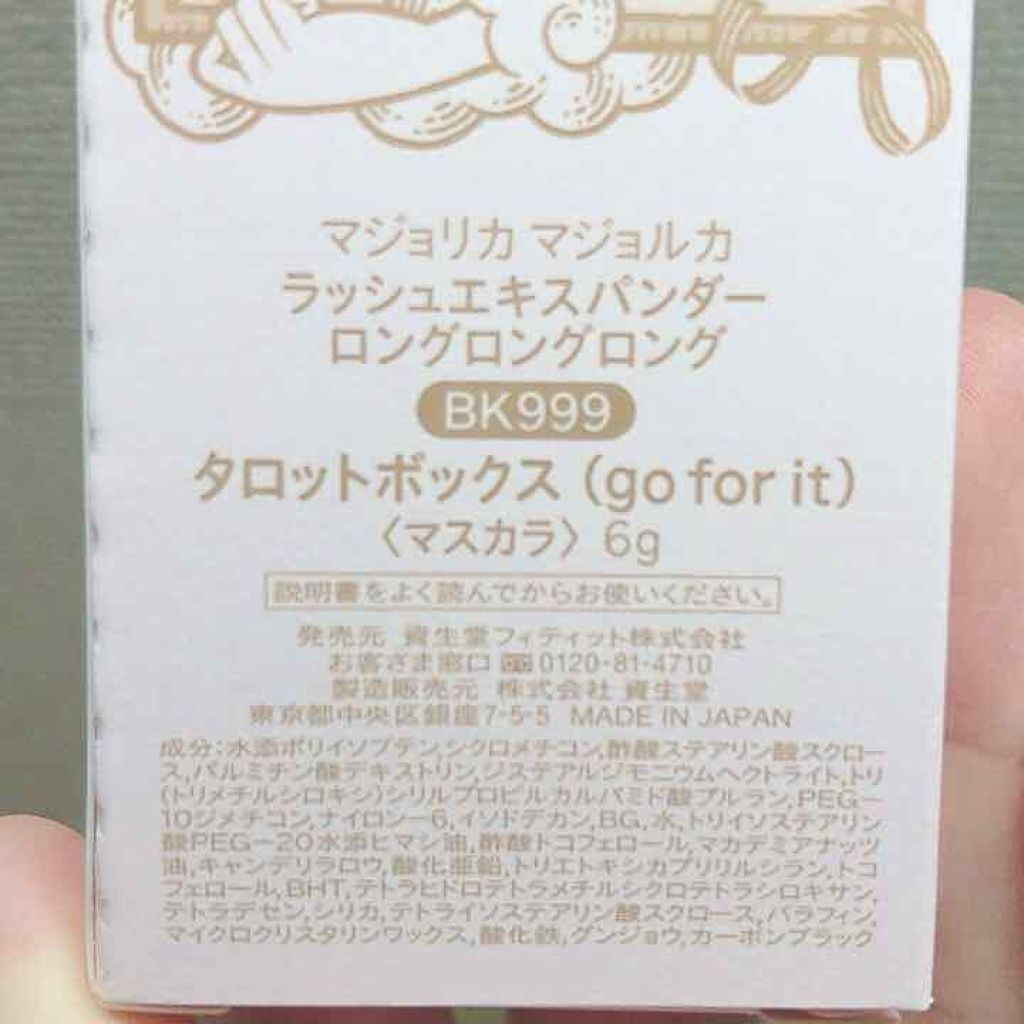 マジョリカ マジョルカ
ラッシュエキスパンダー
ロングロングロング
BK999
タロットボックス (go for it)
〈マスカラ〉 6g
説明書をよく読んでからお使いください。
発売元 資生堂フィティット株式会社
お客さま窓口 0120-81-4710
製造販売元 株式会社 資生堂
東京都中央区銀座7-5-5 MADE IN JAPAN
成分:水添ポリイソブテン,シクロメチコン,酢酸ステアリン酸スクロー
ス,パルミチン酸デキストリン,ジステアルジモニウムヘクトライト,トリ
(トリメチルシロキシ)シリルプロピルカルバミド酸プルラン,PEG-
10ジメチコン,ナイロン-6,イソドデカン,BG,水,トリイソステアリン
酸PEG-20水添ヒマシ油,酢酸トコフェロール,マカデミアナッツ
油,キャンデリラロウ,酸化亜鉛,トリエトキシカプリリルシラン,トコ
フェロール,BHT,テトラヒドロテトラメチルシクロテトラシロキサン,
テトラデセン,シリカ,テトライソステアリン酸スクロース,パラフィン,
マイクロクリスタリンワックス,酸化鉄,グンジョウ,カーボンブラック